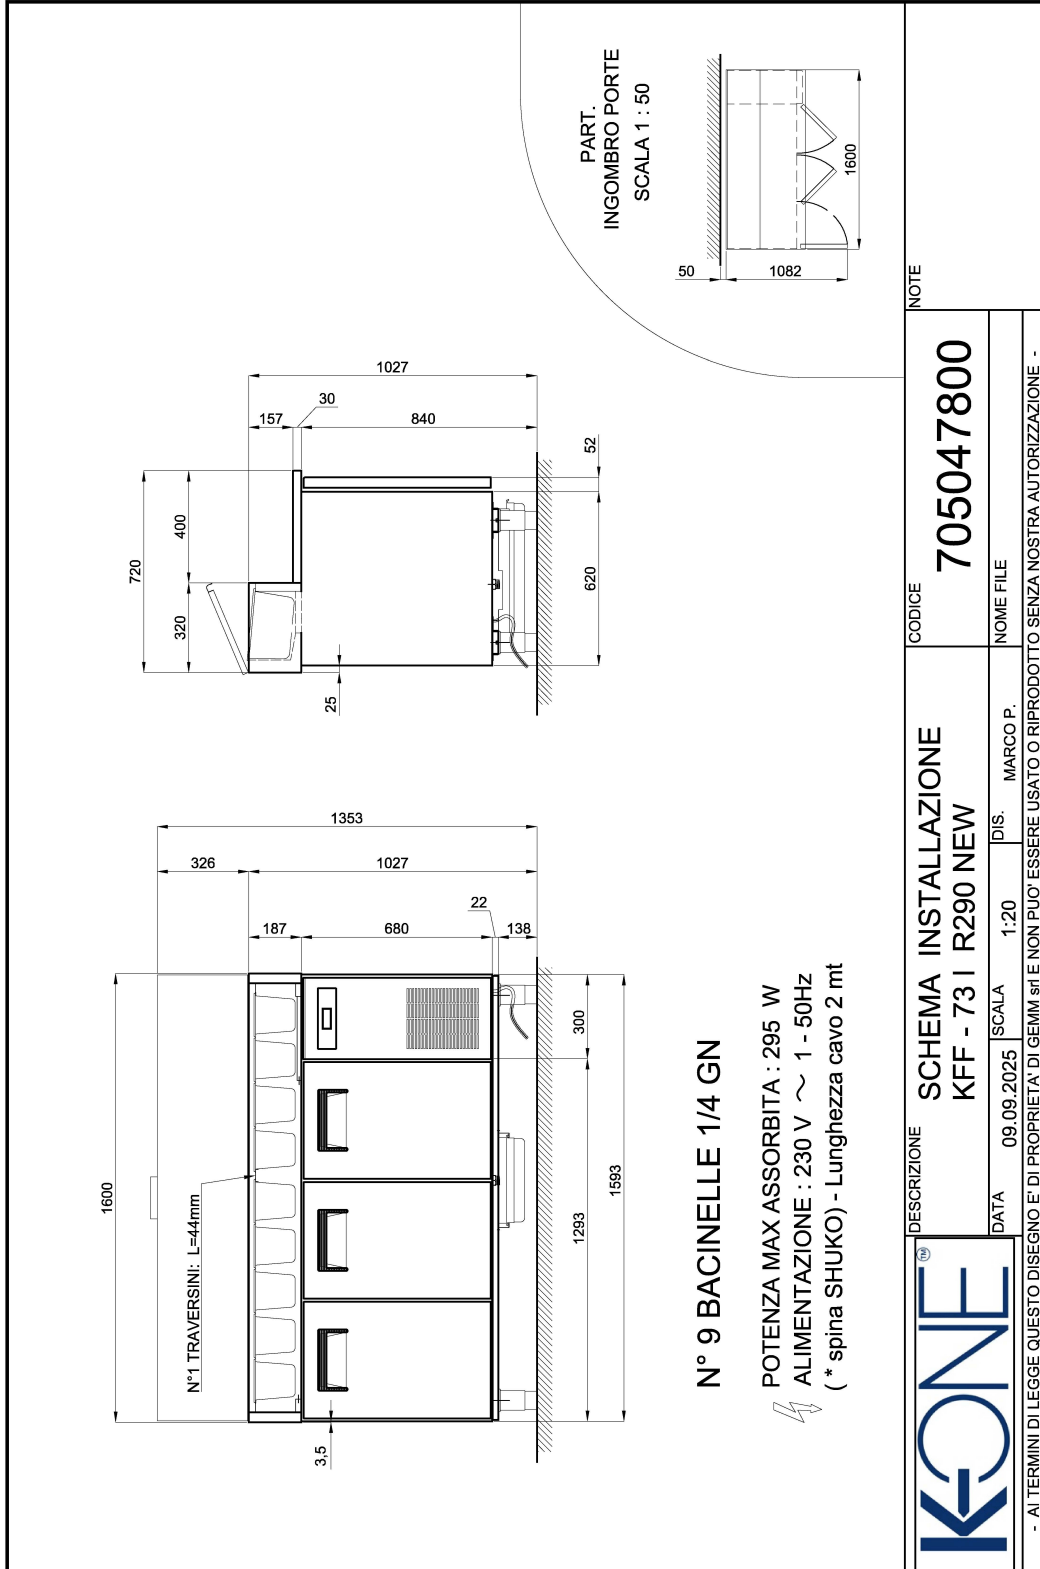 1600
326
1353
1027
187
680
22
138
N°1 TRAVERSINI: L=44mm
3,5
1293
300
1593
720
320
400
157
30
1027
840
25
620
52
PART.
INGOMBRO PORTE
SCALA 1 : 50
50
1082
1600
N° 9 BACINELLE 1/4 GN
POTENZA MAX ASSORBITA : 295 W
ALIMENTAZIONE : 230 V ~ 1 - 50Hz
( * spina SHUKO) - Lunghezza cavo 2 mt
K-ONE TM
DESCRIZIONE
SCHEMA INSTALLAZIONE
KFF - 73 I R290 NEW
CODICE
705047800
NOTE
DATA
09.09.2025
SCALA
1:20
DIS.
MARCO P.
NOME FILE
- AI TERMINI DI LEGGE QUESTO DISEGNO E' DI PROPRIETA' DI GEMM srl E NON PUO' ESSERE USATO O RIPRODOTTO SENZA NOSTRA AUTORIZZAZIONE -